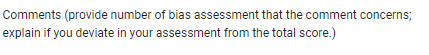 Comments (provide number of bias assessment that the comment concerns;
explain if you deviate in your assessment from the total score.)